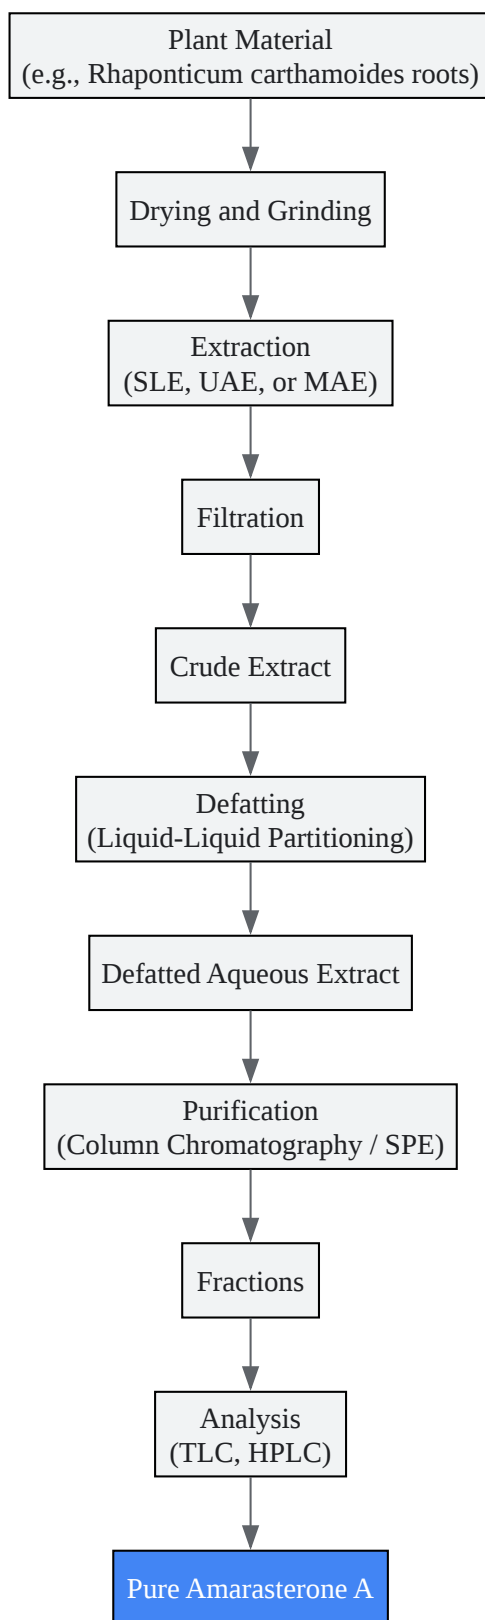 Plant Material
(e.g., Rhaponticum carthamoides roots)
Drying and Grinding
Extraction
(SLE, UAE, or MAE)
Filtration
Crude Extract
Defatting
(Liquid-Liquid Partitioning)
Defatted Aqueous Extract
Purification
(Column Chromatography / SPE)
Fractions
Analysis
(TLC, HPLC)
Pure Amarasterone A